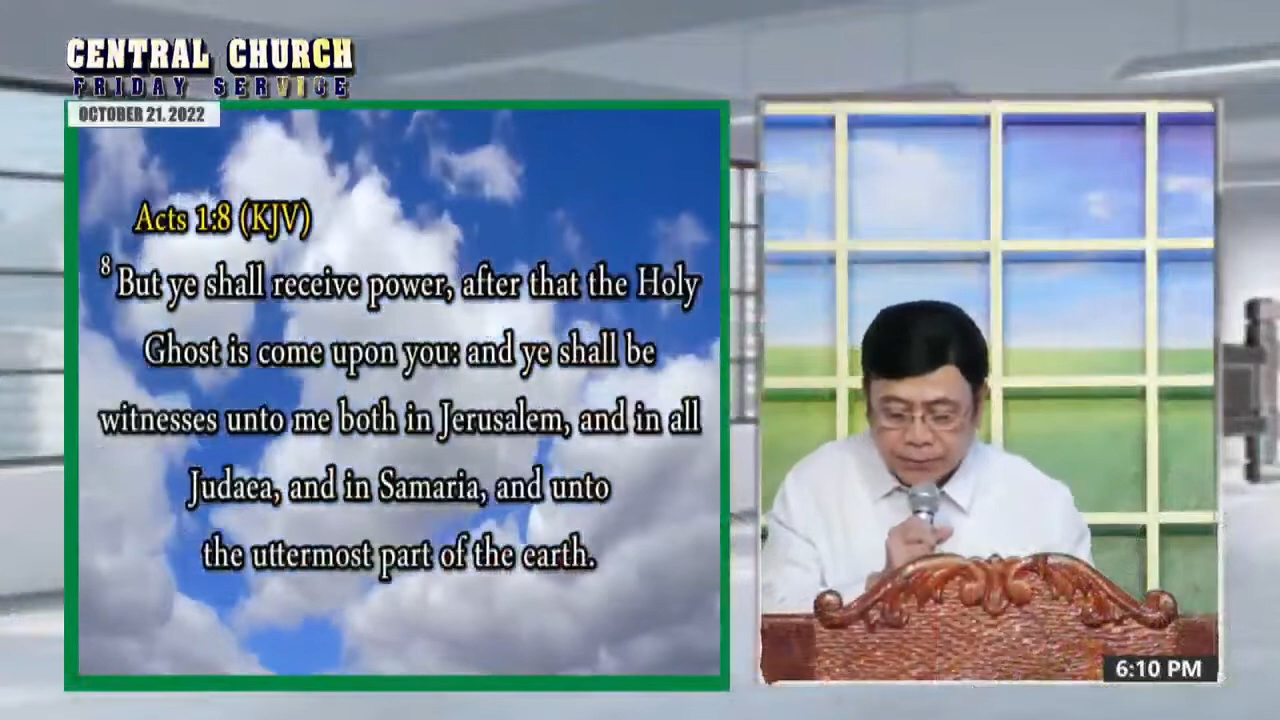 CENTRAL CHURCH
FRIDAY SERVICE
OCTOBER 21. 2022
Acts 1:8 (KJV)
8 But ye shall receive power, after that the Holy
Ghost is come upon you: and ye shall be
witnesses unto me both in Jerusalem, and in all
Judaea, and in Samaria, and unto
the uttermost part of the earth.
6:10 PM